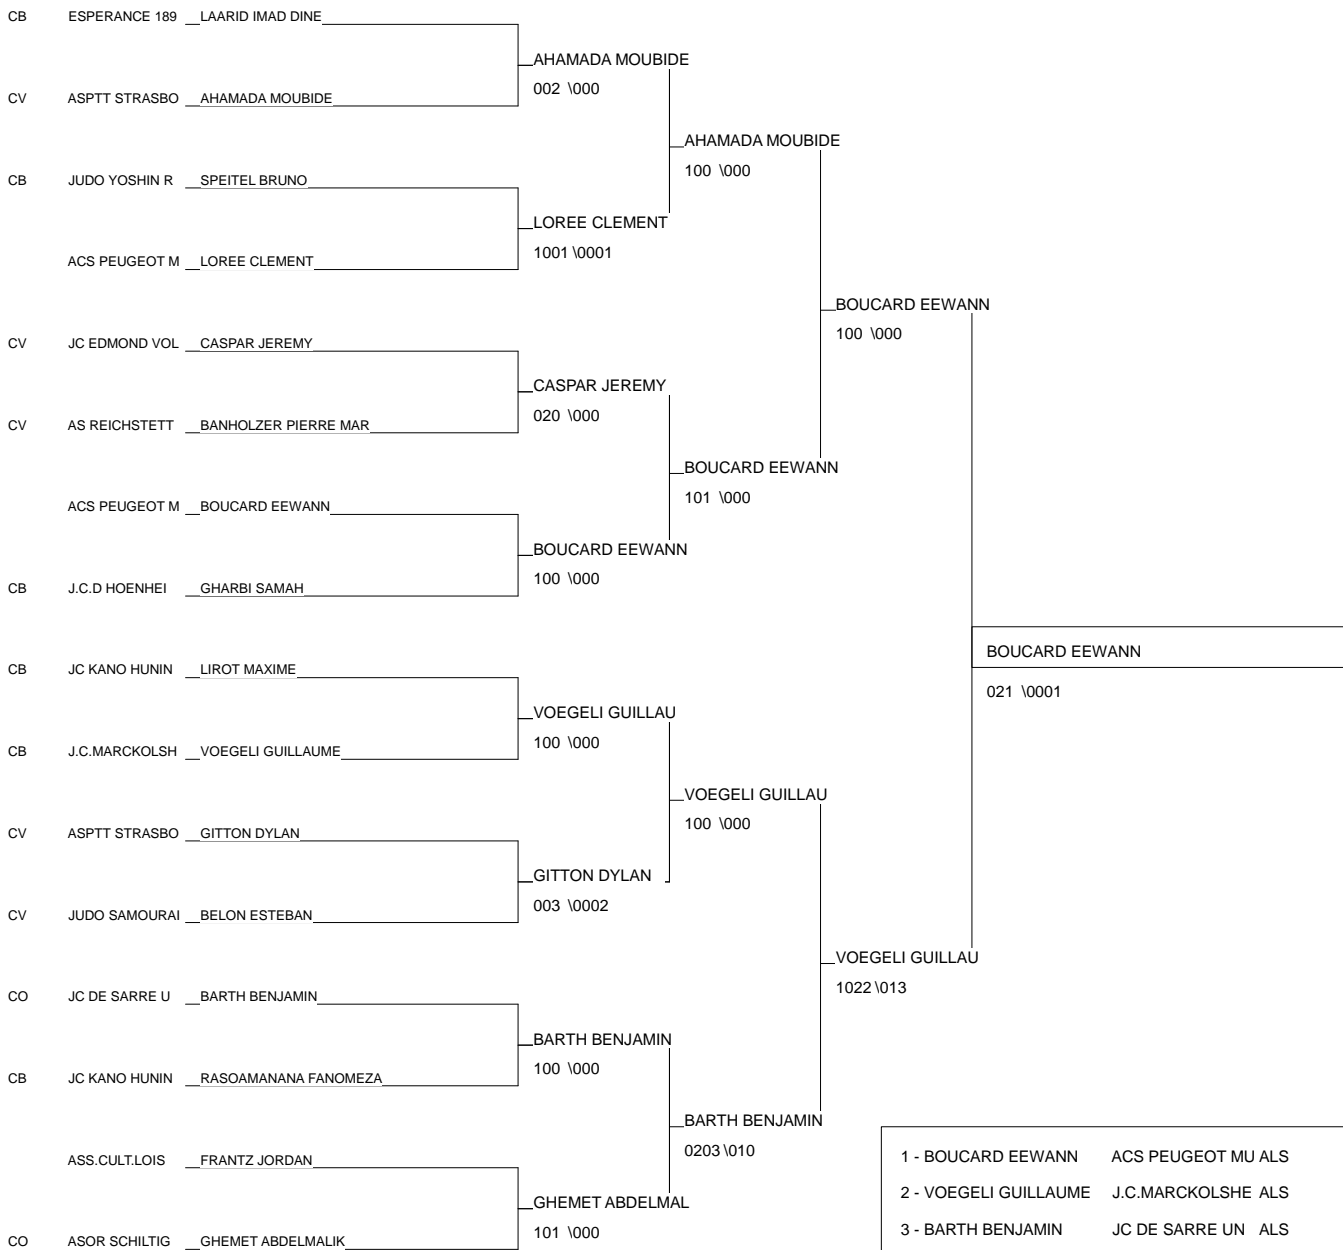 CB ESPERANCE 189 LAARID IMAD DINE
AHAMADA MOUBIDE
002 \000
CV ASPTT STRASBO AHAMADA MOUBIDE
AHAMADA MOUBIDE
100 \000
CB JUDO YOSHIN R SPEITEL BRUNO
LOREE CLEMENT
1001 \0001
ACS PEUGEOT M LOREE CLEMENT
BOUCARD EEWANN
100 \000
CV JC EDMOND VOL CASPAR JEREMY
CASPAR JEREMY
020 \000
CV AS REICHSTETT BANHOLZER PIERRE MAR
BOUCARD EEWANN
101 \000
ACS PEUGEOT M BOUCARD EEWANN
BOUCARD EEWANN
100 \000
CB J.C.D HOENHEI GHARBI SAMAH
BOUCARD EEWANN
021 \0001
CB JC KANO HUNIN LIROT MAXIME
VOEGELI GUILLAU
100 \000
CB J.C.MARCKOLSH VOEGELI GUILLAUME
VOEGELI GUILLAU
100 \000
CV ASPTT STRASBO GITTON DYLAN
GITTON DYLAN
003 \0002
CV JUDO SAMOURAI BELON ESTEBAN
VOEGELI GUILLAU
1022 \013
CO JC DE SARRE U BARTH BENJAMIN
BARTH BENJAMIN
100 \000
CB JC KANO HUNIN RASOAMANANA FANOMEZA
BARTH BENJAMIN
0203 \010
ASS.CULT.LOIS FRANTZ JORDAN
GHEMET ABDELMAL
101 \000
CO ASOR SCHILTIG GHEMET ABDELMALIK
1 - BOUCARD EEWANN ACS PEUGEOT MU ALS
2 - VOEGELI GUILLAUME J.C.MARCKOLSHE ALS
3 - BARTH BENJAMIN JC DE SARRE UN ALS